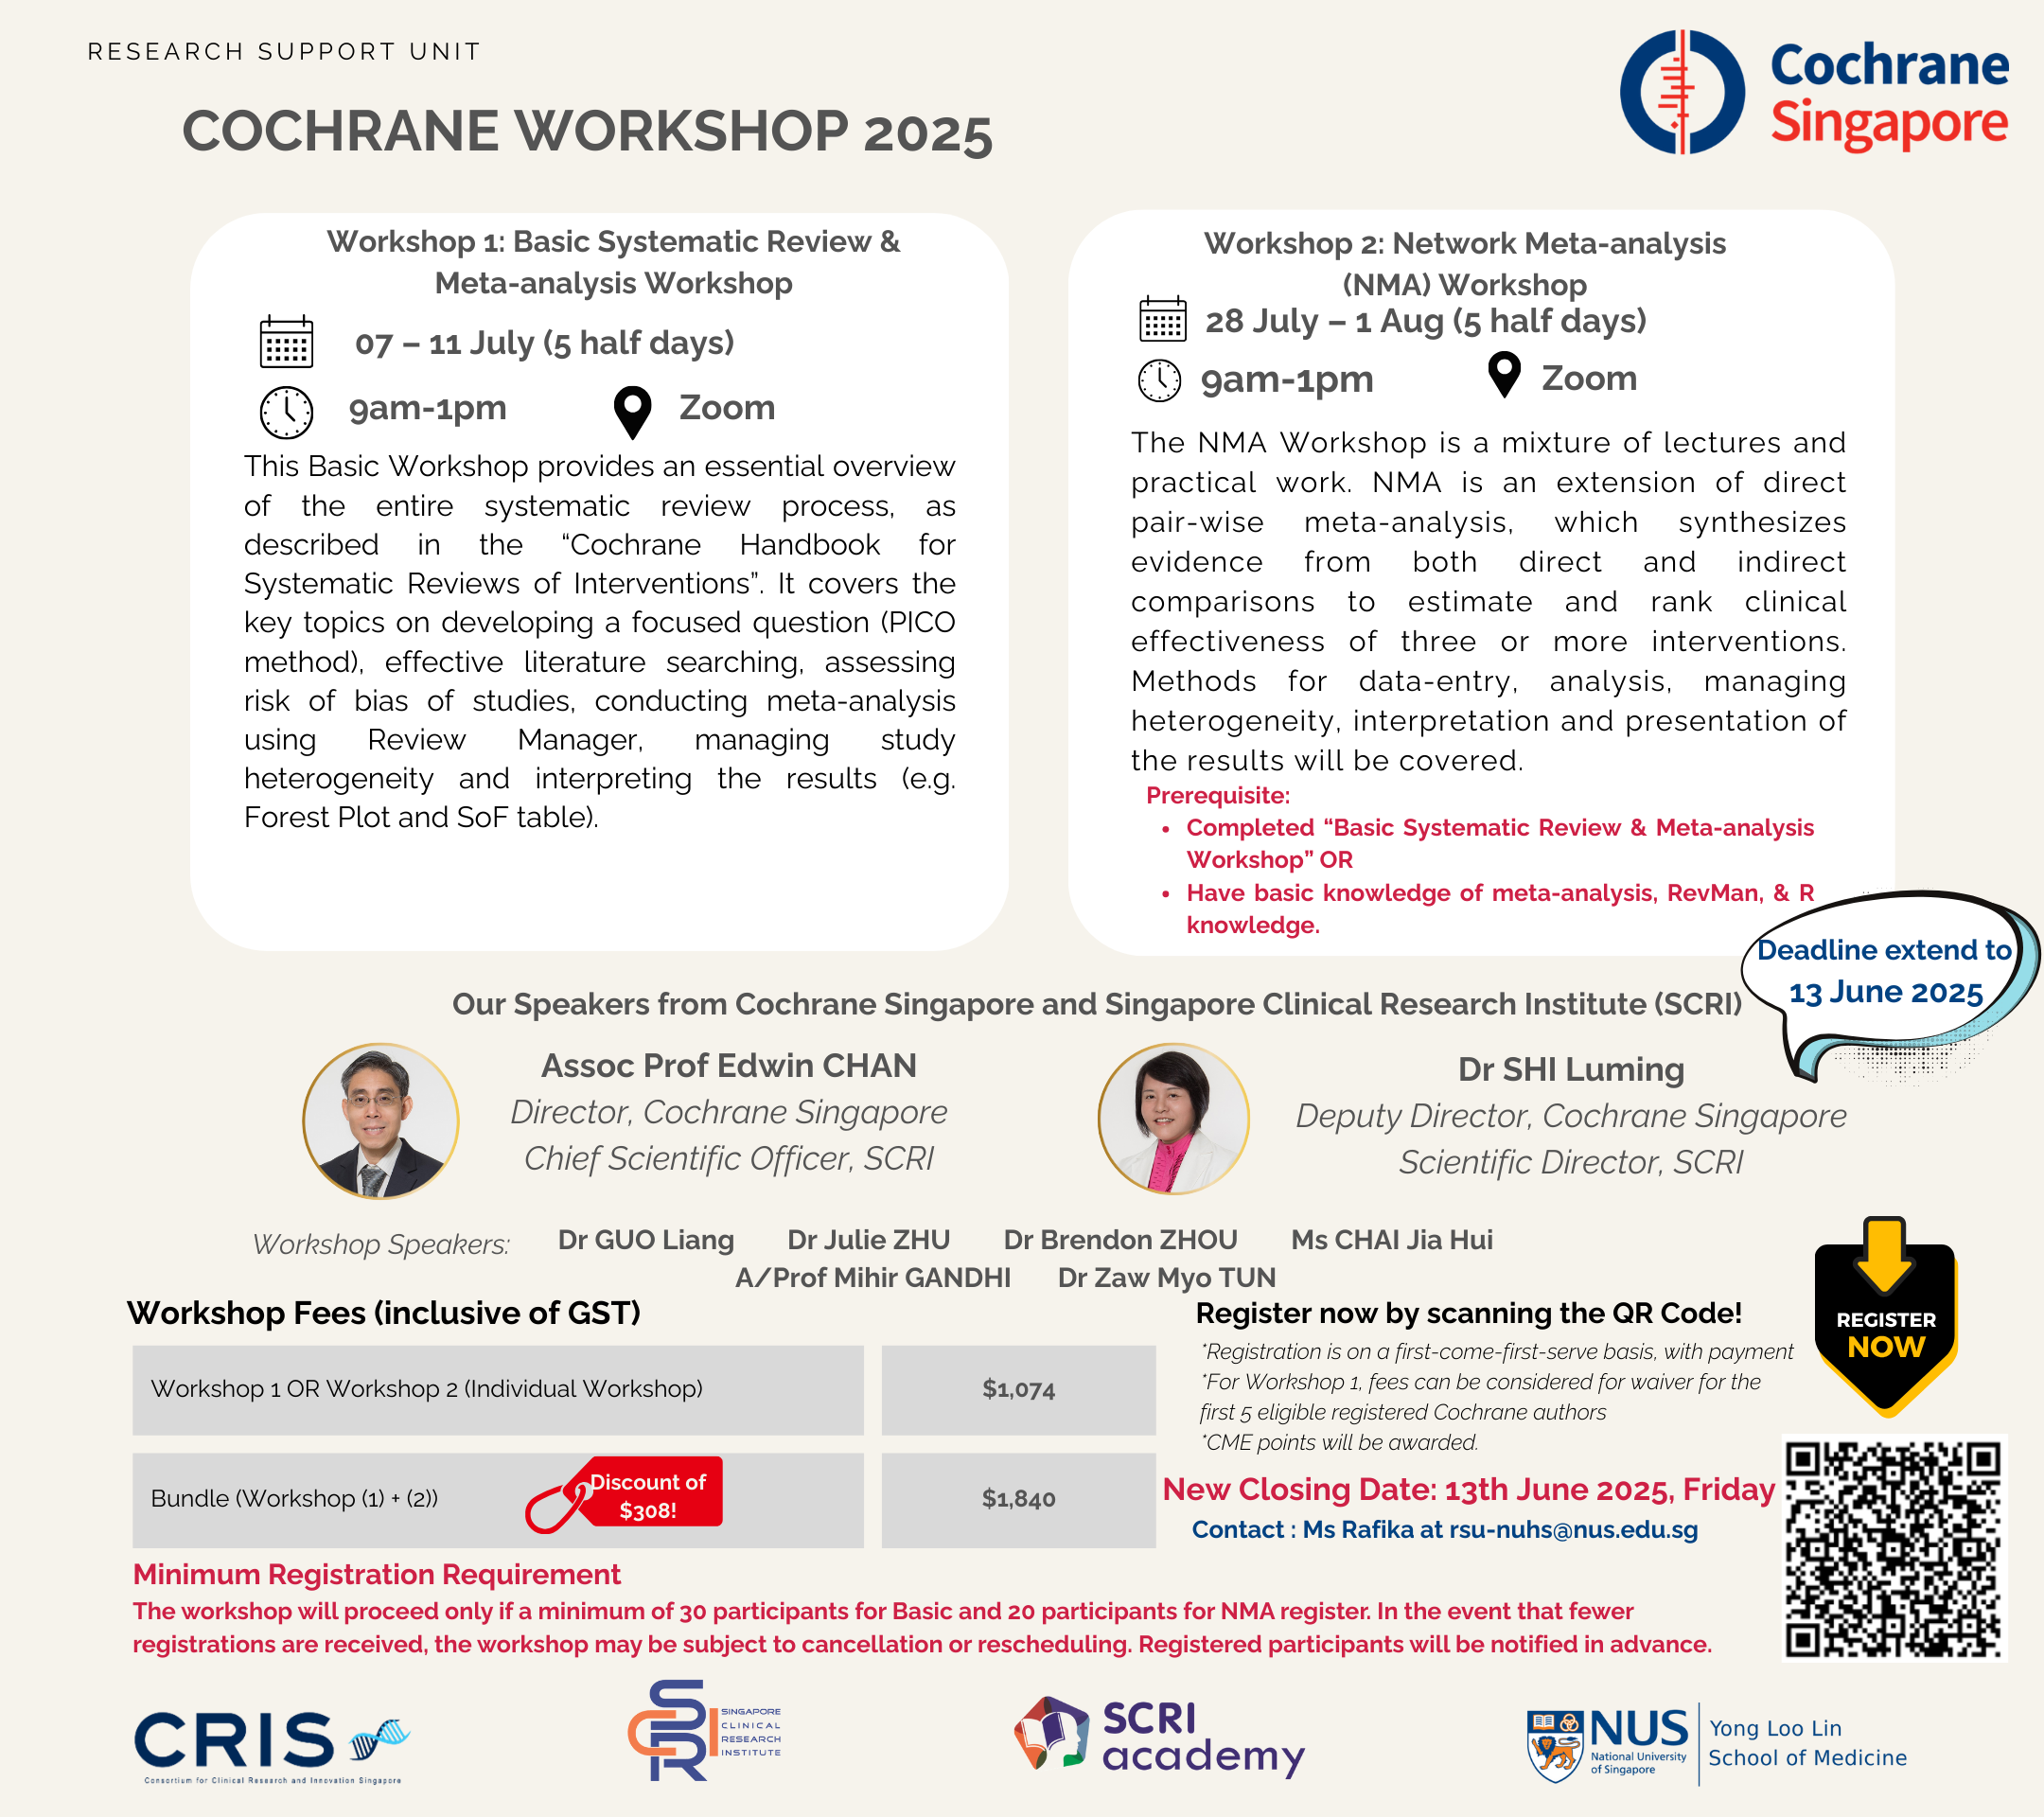 RESEARCH SUPPORT UNIT
Cochrane
Singapore
COCHRANE WORKSHOP 2025
Workshop 1: Basic Systematic Review &
Meta-analysis Workshop
07 – 11 July (5 half days)
9am-1pm
Zoom
This Basic Workshop provides an essential overview
of the entire systematic review process, as
described in the “Cochrane Handbook for
Systematic Reviews of Interventions”. It covers the
key topics on developing a focused question (PICO
method), effective literature searching, assessing
risk of bias of studies, conducting meta-analysis
using Review Manager, managing study
heterogeneity and interpreting the results (e.g.
Forest Plot and SoF table).
Workshop 2: Network Meta-analysis
(NMA) Workshop
28 July – 1 Aug (5 half days)
9am-1pm
Zoom
The NMA Workshop is a mixture of lectures and
practical work. NMA is an extension of direct
pair-wise meta-analysis, which synthesizes
evidence from both direct and indirect
comparisons to estimate and rank clinical
effectiveness of three or more interventions.
Methods for data-entry, analysis, managing
heterogeneity, interpretation and presentation of
the results will be covered.
Prerequisite:
• Completed “Basic Systematic Review & Meta-analysis
Workshop” OR
• Have basic knowledge of meta-analysis, RevMan, & R
knowledge.
Deadline extend to
13 June 2025
Our Speakers from Cochrane Singapore and Singapore Clinical Research Institute (SCRI)
Assoc Prof Edwin CHAN
Director, Cochrane Singapore
Chief Scientific Officer, SCRI
Dr SHI Luming
Deputy Director, Cochrane Singapore
Scientific Director, SCRI
Workshop Speakers:
Dr GUO Liang
Dr Julie ZHU
Dr Brendon ZHOU
Ms CHAI Jia Hui
A/Prof Mihir GANDHI
Dr Zaw Myo TUN
Workshop Fees (inclusive of GST)
Workshop 1 OR Workshop 2 (Individual Workshop)
$1,074
Bundle (Workshop (1) + (2))
Discount of
$308!
$1,840
Register now by scanning the QR Code!
*Registration is on a first-come-first-serve basis, with payment
*For Workshop 1, fees can be considered for waiver for the
first 5 eligible registered Cochrane authors
*CME points will be awarded.
New Closing Date: 13th June 2025, Friday
Contact : Ms Rafika at rsu-nuhs@nus.edu.sg
REGISTER
NOW
Minimum Registration Requirement
The workshop will proceed only if a minimum of 30 participants for Basic and 20 participants for NMA register. In the event that fewer
registrations are received, the workshop may be subject to cancellation or rescheduling. Registered participants will be notified in advance.
CRIS
Consortium for Clinical Research and Innovation Singapore
SCRI
SINGAPORE
CLINICAL
RESEARCH
INSTITUTE
SCRI
academy
NUS
National University
of Singapore
Yong Loo Lin
School of Medicine